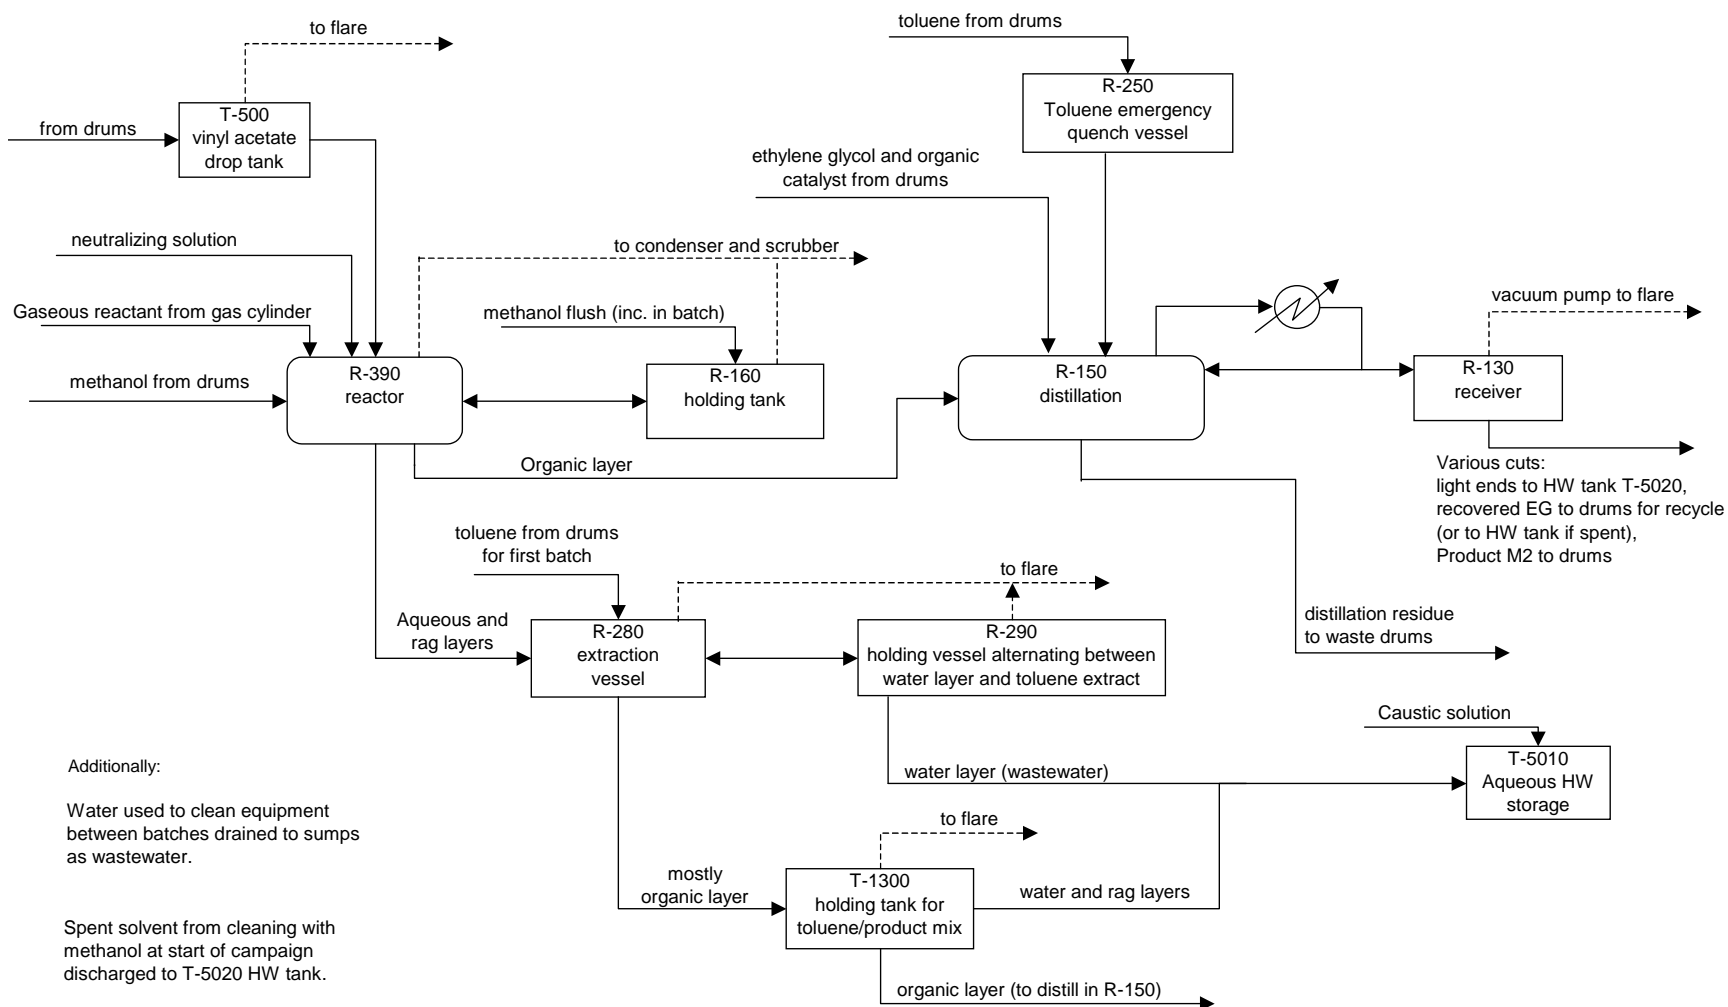 to flare
toluene from drums
T-500
vinyl acetate
drop tank
from drums
R-250
Toluene emergency
quench vessel
ethylene glycol and organic
catalyst from drums
neutralizing solution
to condenser and scrubber
Gaseous reactant from gas cylinder
methanol flush (inc. in batch)
vacuum pump to flare
methanol from drums
R-390
reactor
R-160
holding tank
R-150
distillation
R-130
receiver
Organic layer
Various cuts:
light ends to HW tank T-5020,
recovered EG to drums for recycle
(or to HW tank if spent),
Product M2 to drums
toluene from drums
for first batch
to flare
Aqueous and
rag layers
R-280
extraction
vessel
R-290
holding vessel alternating between
water layer and toluene extract
distillation residue
to waste drums
Caustic solution
T-5010
Aqueous HW
storage
water layer (wastewater)
Additionally:
Water used to clean equipment
between batches drained to sumps
as wastewater.
to flare
mostly
organic layer
T-1300
holding tank for
toluene/product mix
water and rag layers
Spent solvent from cleaning with
methanol at start of campaign
discharged to T-5020 HW tank.
organic layer (to distill in R-150)